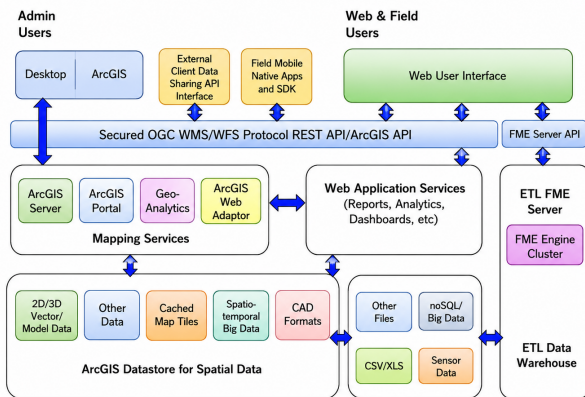 Admin
Users
Web & Field
Users
Desktop
ArcGIS
External
Client Data
Sharing API
Interface
Field Mobile
Native Apps
and SDK
Web User Interface
Secured OGC WMS/WFS Protocol REST API/ArcGIS API
FME Server API
ArcGIS
Server
ArcGIS
Portal
Geo-
Analytics
ArcGIS
Web
Adaptor
Mapping Services
Web Application Services
(Reports, Analytics,
Dashboards, etc)
ETL FME
Server
FME Engine
Cluster
2D/3D
Vector/
Model Data
Other
Data
Cached
Map Tiles
Spatio-
temporal
Big Data
CAD
Formats
ArcGIS Datastore for Spatial Data
Other
Files
noSQL/
Big Data
CSV/XLS
Sensor
Data
ETL Data
Warehouse